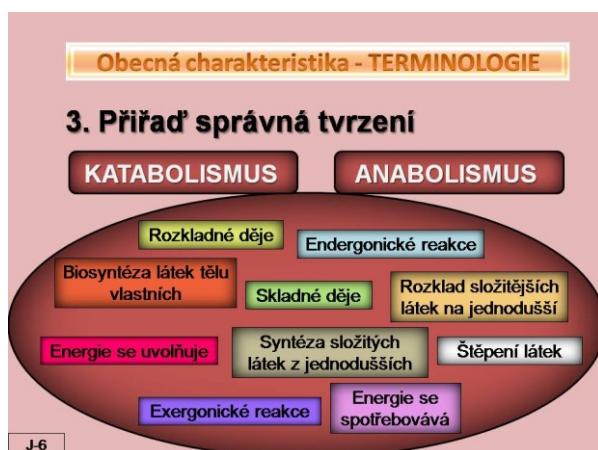 Obecná charakteristika - TERMINOLOGIE
3. Přiřaď správná tvrzení
KATABOLISMUS
ANABOLISMUS
Rozkladné děje
Endergonické reakce
Biosyntéza látek tělu
vlastních
Skladné děje
Rozklad složitějších
látek na jednodušší
Energie se uvolňuje
Syntéza složitých
látek z jednodušších
Štěpení látek
Exergonické reakce
Energie se
spotřebovává
J-6